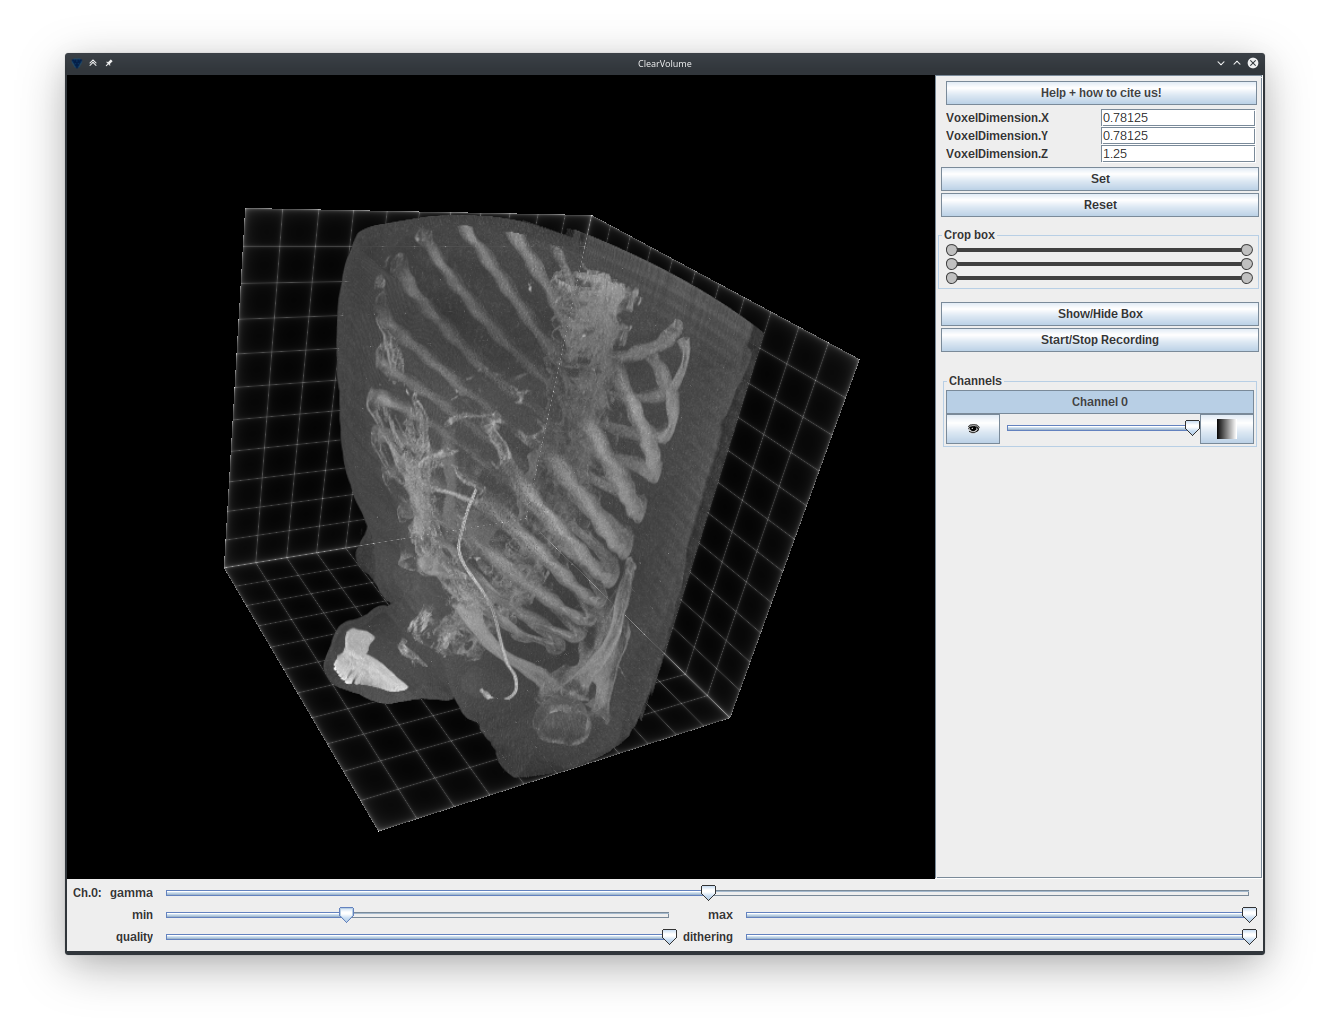 ClearVolume
Help + how to cite us!
VoxelDimension.X 0.78125
VoxelDimension.Y 0.78125
VoxelDimension.Z 1.25
Set
Reset
Crop box
Show/Hide Box
Start/Stop Recording
Channels
Channel 0
Ch.0: gamma
min max
quality dithering